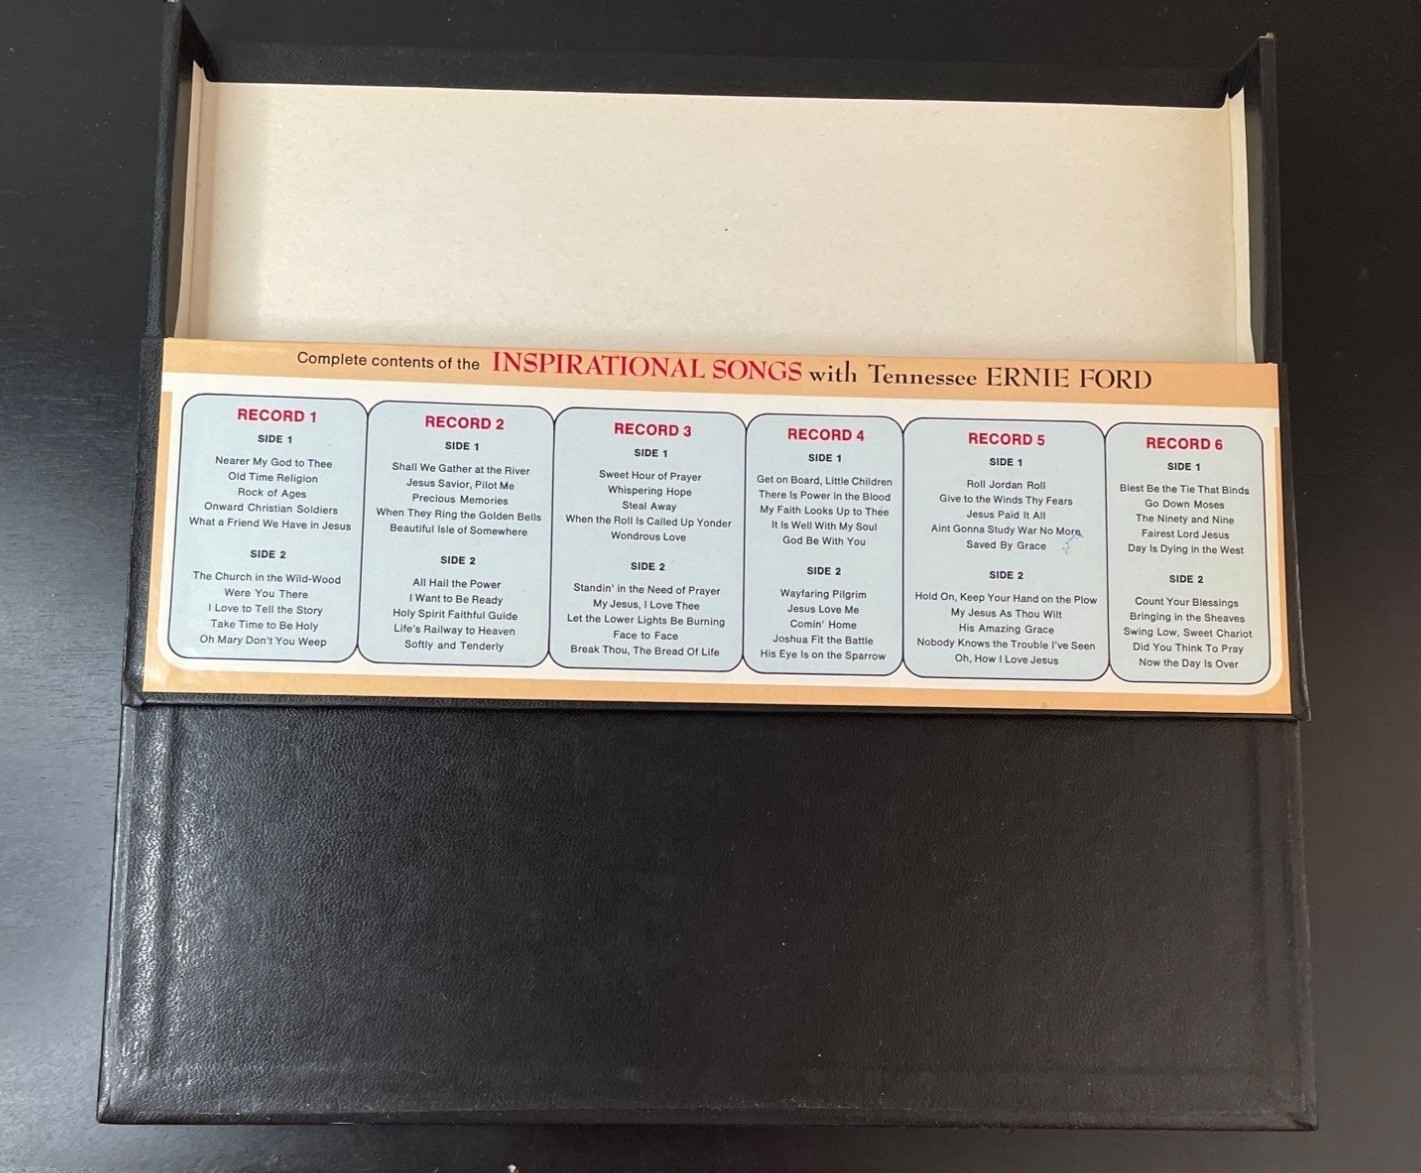 Complete contents of the INSPIRATIONAL SONGS with Tennessee ERNIE FORD
RECORD 1
SIDE 1
Nearer My God to Thee
Old Time Religion
Rock of Ages
Onward Christian Soldiers
What a Friend We Have in Jesus
SIDE 2
The Church in the Wild-Wood
Were You There
I Love to Tell the Story
Take Time to Be Holy
Oh Mary Don't You Weep
RECORD 2
SIDE 1
Shall We Gather at the River
Jesus Savior, Pilot Me
Precious Memories
When They Ring the Golden Bells
Beautiful Isle of Somewhere
SIDE 2
All Hail the Power
I Want to Be Ready
Holy Spirit Faithful Guide
Life's Railway to Heaven
Softly and Tenderly
RECORD 3
SIDE 1
Sweet Hour of Prayer
Whispering Hope
Steal Away
When the Roll Is Called Up Yonder
Wondrous Love
SIDE 2
Standin' in the Need of Prayer
My Jesus, I Love Thee
Let the Lower Lights Be Burning
Face to Face
Break Thou, The Bread Of Life
RECORD 4
SIDE 1
Get on Board, Little Children
There Is Power in the Blood
My Faith Looks Up to Thee
It Is Well With My Soul
God Be With You
SIDE 2
Wayfaring Pilgrim
Jesus Love Me
Comin' Home
Joshua Fit the Battle
His Eye Is on the Sparrow
RECORD 5
SIDE 1
Roll Jordan Roll
Give to the Winds Thy Fears
Jesus Paid It All
Aint Gonna Study War No More
Saved By Grace
SIDE 2
Hold On, Keep Your Hand on the Plow
My Jesus As Thou Wilt
His Amazing Grace
Nobody Knows the Trouble I've Seen
Oh, How I Love Jesus
RECORD 6
SIDE 1
Blest Be the Tie That Binds
Go Down Moses
The Ninety and Nine
Fairest Lord Jesus
Day Is Dying in the West
SIDE 2
Count Your Blessings
Bringing in the Sheaves
Swing Low, Sweet Chariot
Did You Think To Pray
Now the Day Is Over